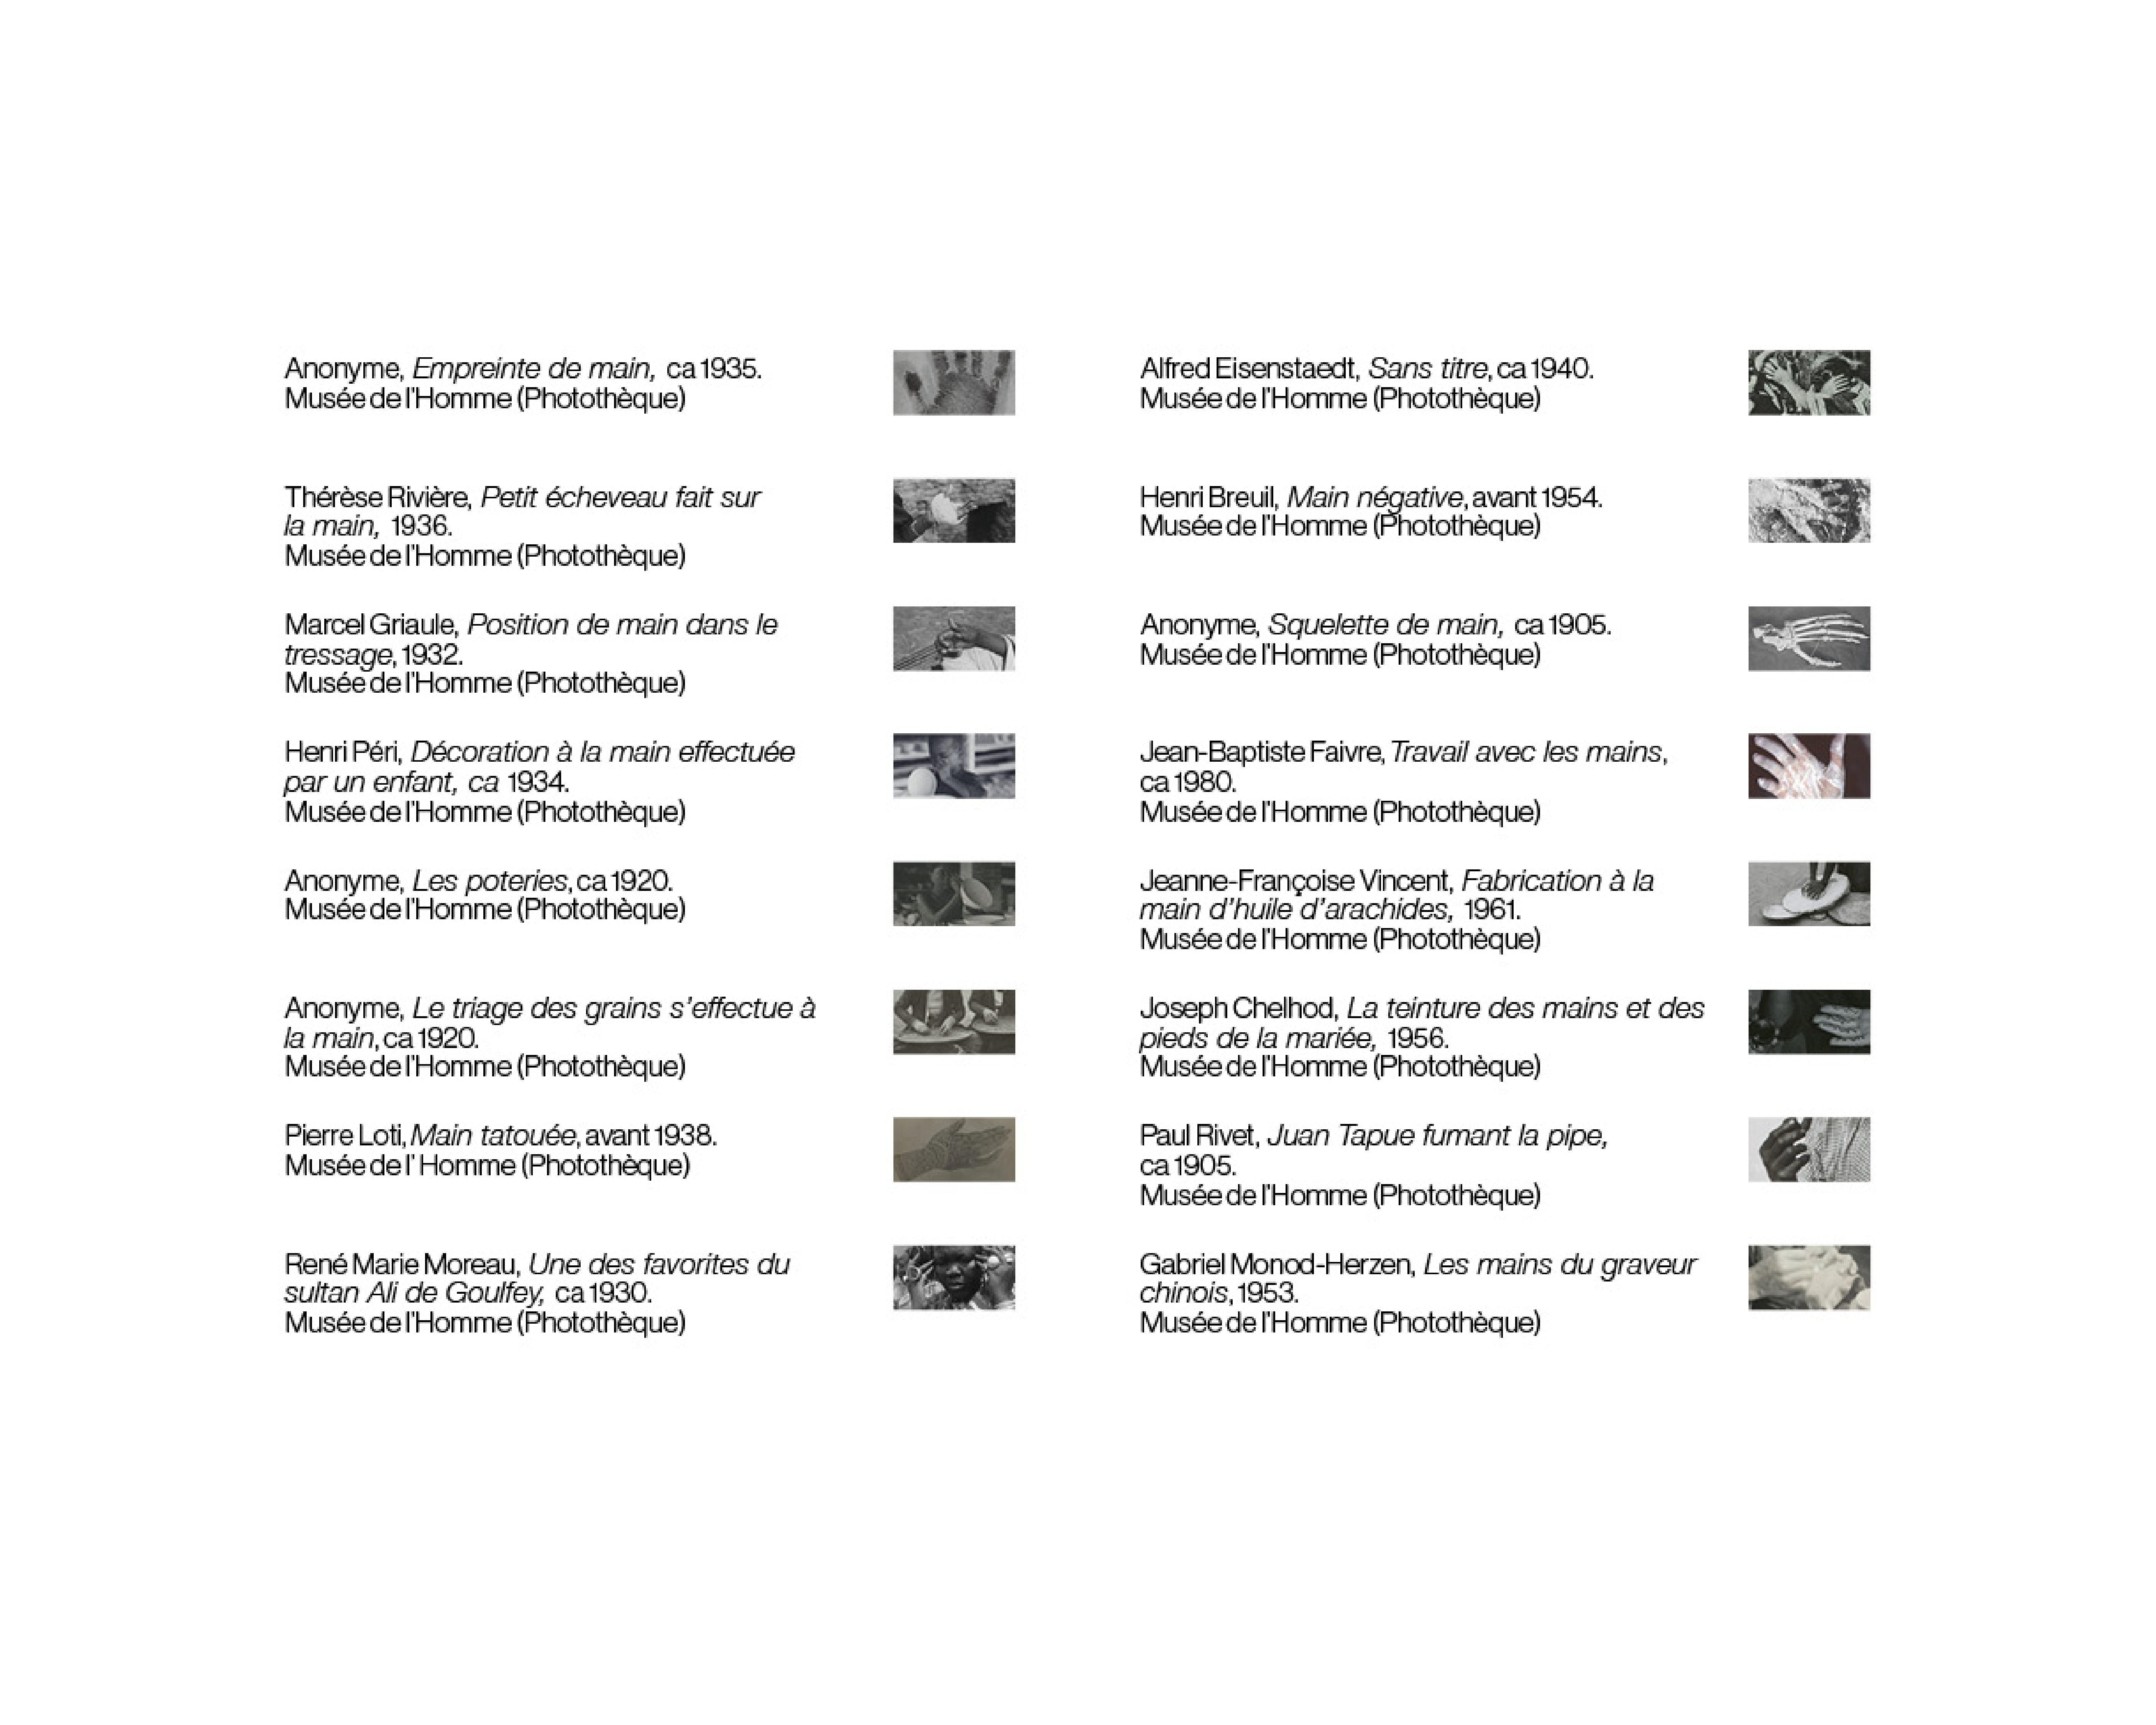 Anonyme, Empreinte de main, ca 1935.
Musée de l'Homme (Photothèque)
Thérèse Rivière, Petit écheveau fait sur
la main, 1936.
Musée de l'Homme (Photothèque)
Marcel Griaule, Position de main dans le
tressage, 1932.
Musée de l'Homme (Photothèque)
Henri Péri, Décoration à la main effectuée
par un enfant, ca 1934.
Musée de l'Homme (Photothèque)
Anonyme, Les poteries, ca 1920.
Musée de l'Homme (Photothèque)
Anonyme, Le triage des grains s'effectue à
la main, ca 1920.
Musée de l'Homme (Photothèque)
Pierre Loti, Main tatouée, avant 1938.
Musée de l' Homme (Photothèque)
René Marie Moreau, Une des favorites du
sultan Ali de Goulfey, ca 1930.
Musée de l'Homme (Photothèque)
Alfred Eisenstaedt, Sans titre, ca 1940.
Musée de l'Homme (Photothèque)
Henri Breuil, Main négative, avant 1954.
Musée de l'Homme (Photothèque)
Anonyme, Squelette de main, ca 1905.
Musée de l'Homme (Photothèque)
Jean-Baptiste Faivre, Travail avec les mains,
ca 1980.
Musée de l'Homme (Photothèque)
Jeanne-Françoise Vincent, Fabrication à la
main d'huile d'arachides, 1961.
Musée de l'Homme (Photothèque)
Joseph Chelhod, La teinture des mains et des
pieds de la mariée, 1956.
Musée de l'Homme (Photothèque)
Paul Rivet, Juan Tapue fumant la pipe,
ca 1905.
Musée de l'Homme (Photothèque)
Gabriel Monod-Herzen, Les mains du graveur
chinois, 1953.
Musée de l'Homme (Photothèque)